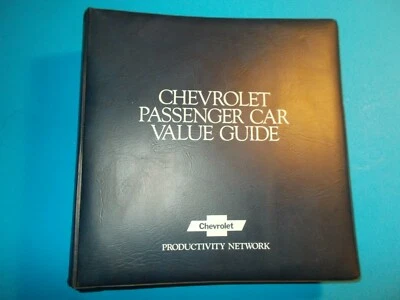 CHEVROLET
PASSENGER CAR
VALUE GUIDE
Chevrolet
PRODUCTIVITY NETWORK